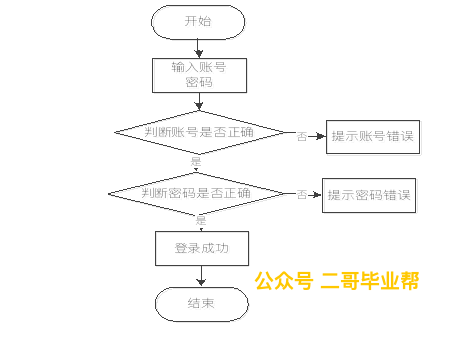 开始
输入账号
密码
判断账号是否正确
否
提示账号错误
是
判断密码是否正确
否
提示密码错误
是
登录成功
公众号 二哥毕业帮
结束